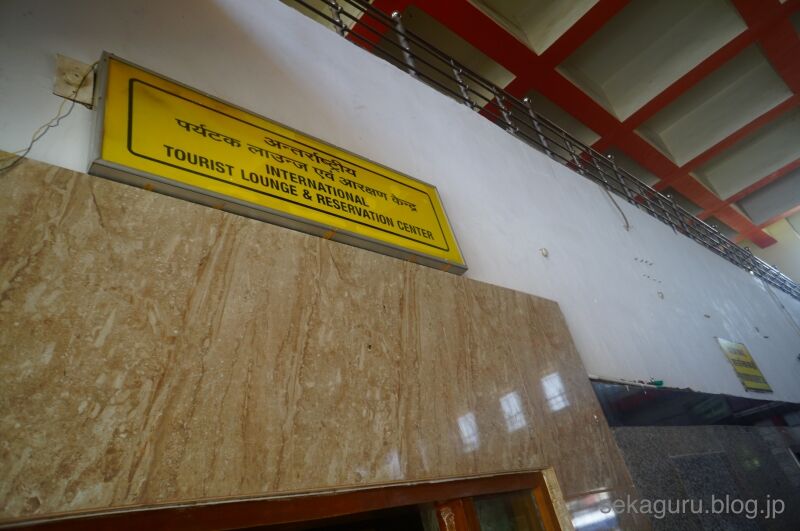 अन्तर्राष्ट्रीय
पर्यटक लाउन्ज एवं आरक्षण केन्द्र
INTERNATIONAL
TOURIST LOUNGE & RESERVATION CENTER
sekaguru.blog.jp